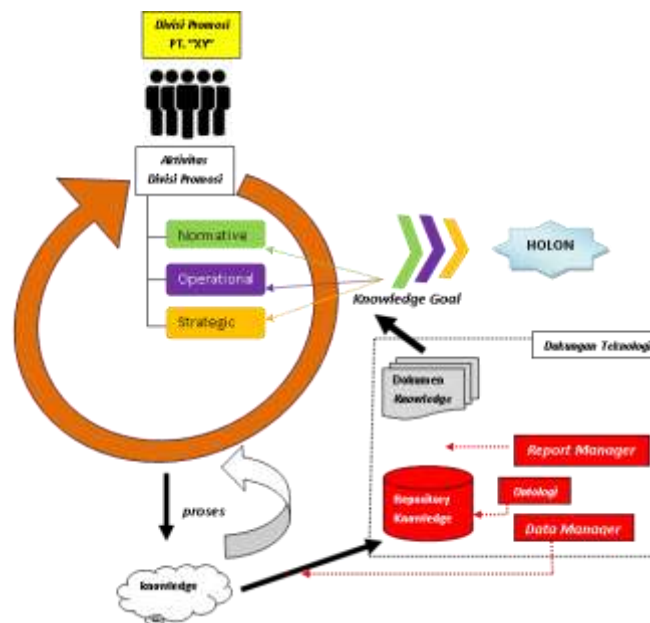 Divisi Promosi
PT. "XY"
Aktivitas
Divisi Promosi
Normative
Operational
Strategic
Knowledge Goal
HOLON
Dukungan Teknologi
Dokumen
Knowledge
Report Manager
Repository
Knowledge
Ontologi
Data Manager
proses
knowledge